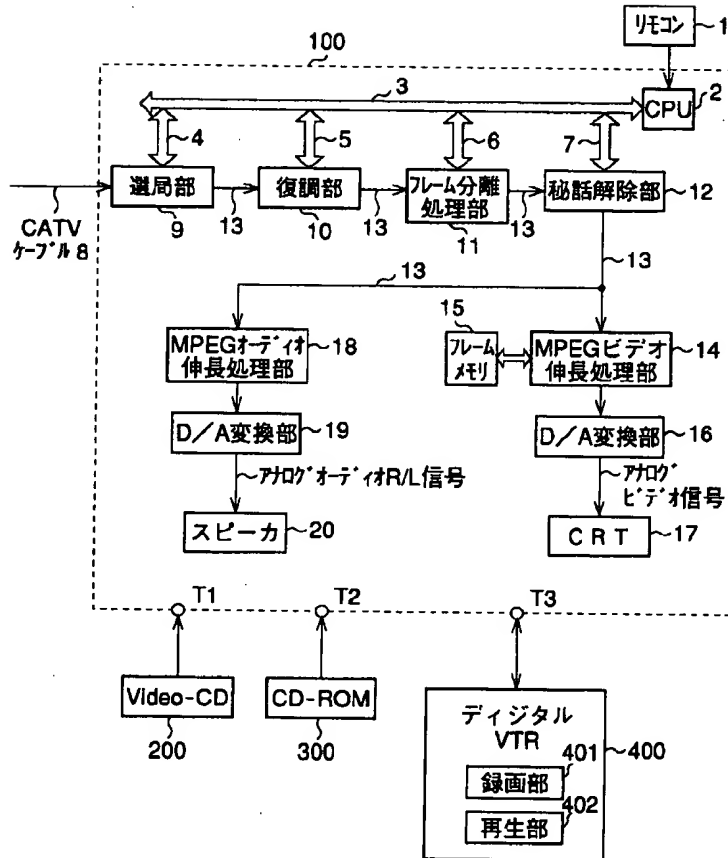 リモコン
1
100
3
CPU
2
4
5
6
7
選局部
復調部
フレーム分離
処理部
秘話解除部
12
9
13
10
13
11
13
CATV
ケーブル 8
13
13
15
MPEGオーディオ
伸長処理部
18
フレーム
メモリ
MPEGビデオ
伸長処理部
14
D/A変換部
19
D/A変換部
16
アナログオーディオR/L信号
アナログ
ビデオ信号
スピーカ
20
CRT
17
T1
T2
T3
Video-CD
200
CD-ROM
300
ディジタル
VTR
400
401
録画部
402
再生部